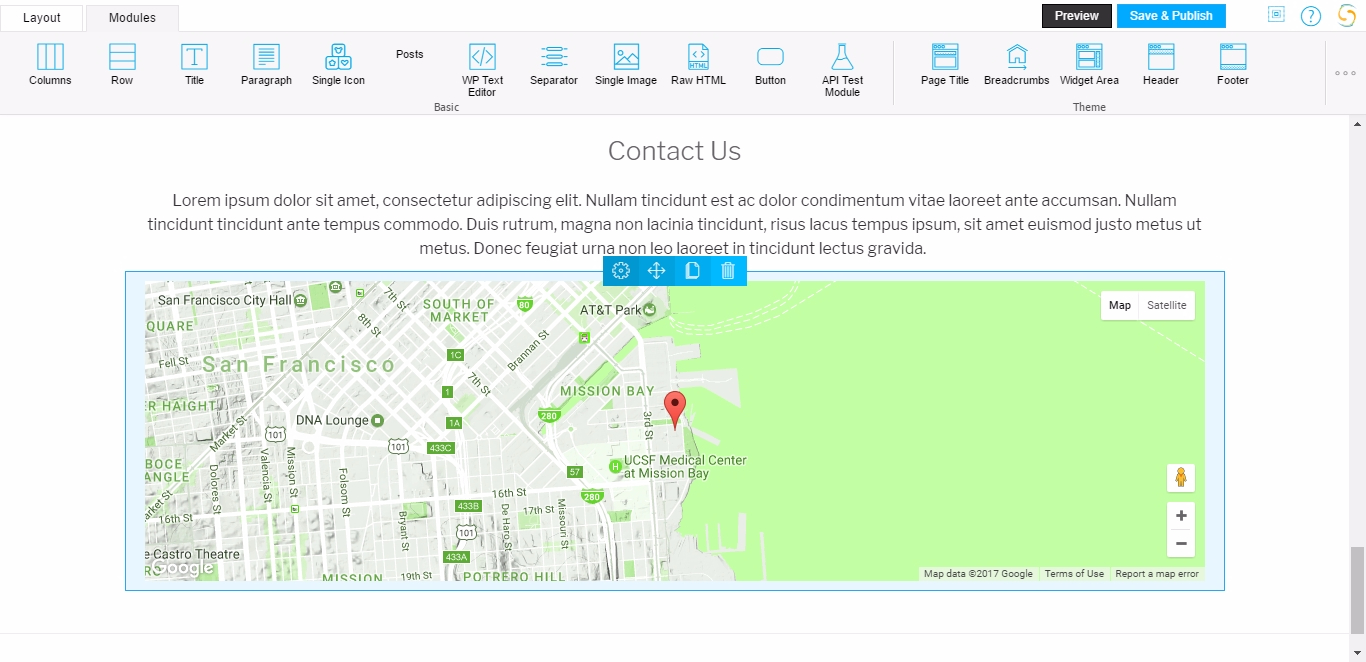 Layout
Modules
Preview
Save & Publish
?
Columns
Row
Title
Paragraph
Single Icon
Posts
WP Text
Editor
Separator
Single Image
HTML
Raw HTML
Button
API Test
Module
Basic
Page Title
Breadcrumbs
Widget Area
Header
Footer
Theme
Contact Us
Lorem ipsum dolor sit amet, consectetur adipiscing elit. Nullam tincidunt est ac dolor condimentum vitae laoreet ante accumsan. Nullam
tincidunt tincidunt ante tempus commodo. Duis rutrum, magna non lacinia tincidunt, risus lacus tempus ipsum, sit amet euismod justo metus ut
metus. Donec feugiat urna non leo laoreet in tincidunt lectus gravida.
San Francisco City Hall
7th St
SOUTH OF
MARKET
80
AT&T Park
Map
Satellite
QUARE
8th St
Brannan St
Fell St
San Francisco
1C
7th St
1
MISSION BAY
ER HAIGHT
DNA Lounge
1A
280
3rd St
Market St
101
101
433C
BOCE
ANGLE
Dolores St
Valencia St
Mission St
Folsom St
57
H
UCSF Medical Center
at Mission Bay
arket St
16th St
433B
16th St
280
17th St
Bryant St
101
De Haro St
Missouri St
e Castro Theatre
433A
Google
MISSION
19th St
POTRERO HILL
+
−
Map data ©2017 Google
Terms of Use
Report a map error